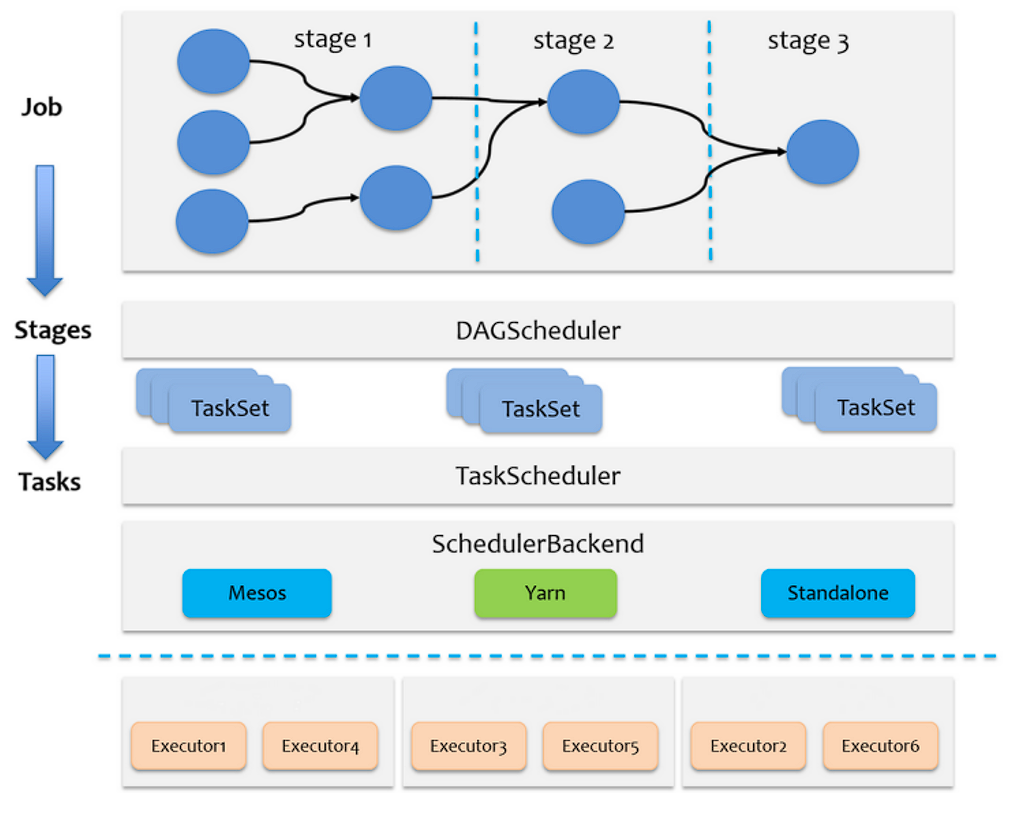 stage 1
stage 2
stage 3
Job
Stages
DAGScheduler
TaskSet
TaskSet
TaskSet
Tasks
TaskScheduler
SchedulerBackend
Mesos
Yarn
Standalone
Executor1
Executor4
Executor3
Executor5
Executor2
Executor6